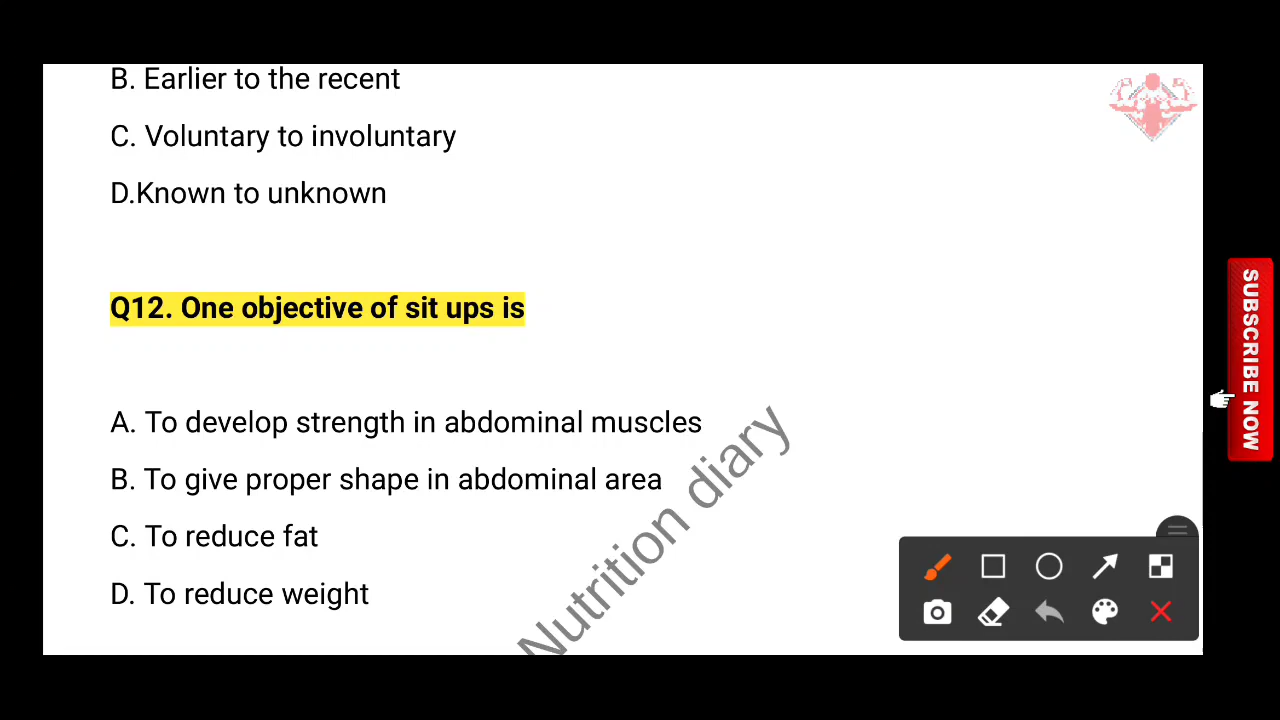 B. Earlier to the recent
C. Voluntary to involuntary
D.Known to unknown
Q12. One objective of sit ups is
A. To develop strength in abdominal muscles
B. To give proper shape in abdominal area
C. To reduce fat
D. To reduce weight
Nutrition diary
SUBSCRIBE NOW